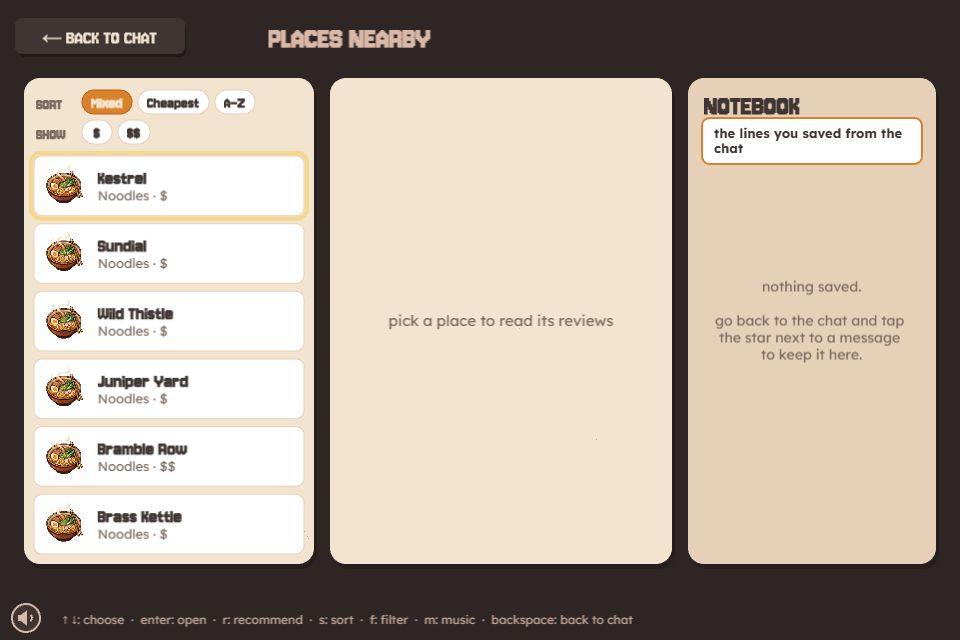 ← BACK TO CHAT
PLACES NEARBY
SORT Mixed Cheapest A-Z
SHOW $ $$
Kestrel
Noodles · $
Sundial
Noodles · $
Wild Thistle
Noodles · $
Juniper Yard
Noodles · $
Bramble Row
Noodles · $$
Brass Kettle
Noodles · $
pick a place to read its reviews
NOTEBOOK
the lines you saved from the
chat
nothing saved.
go back to the chat and tap
the star next to a message
to keep it here.
↑ ↓: choose · enter: open · r: recommend · s: sort · f: filter · m: music · backspace: back to chat